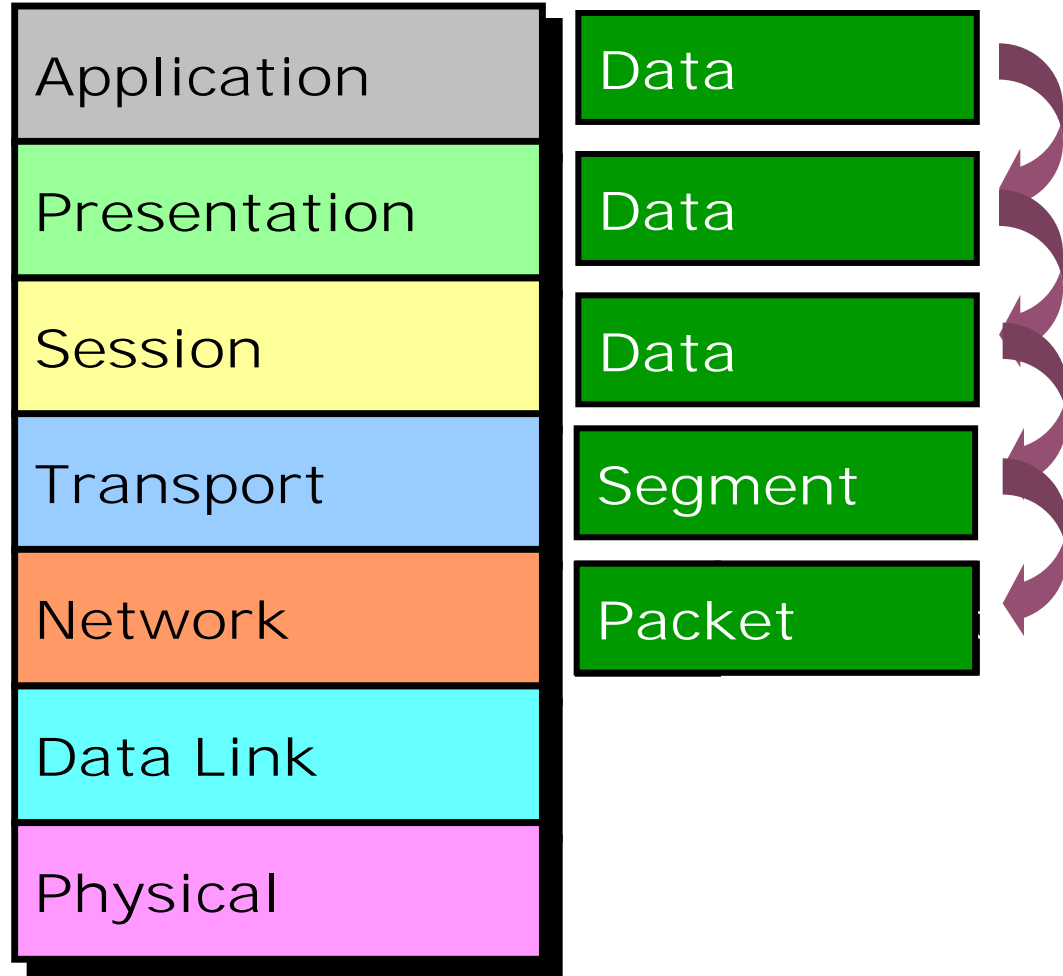 Application
Data
Presentation
Data
Session
Data
Transport
Segment
Network
Packet
Data Link
Physical